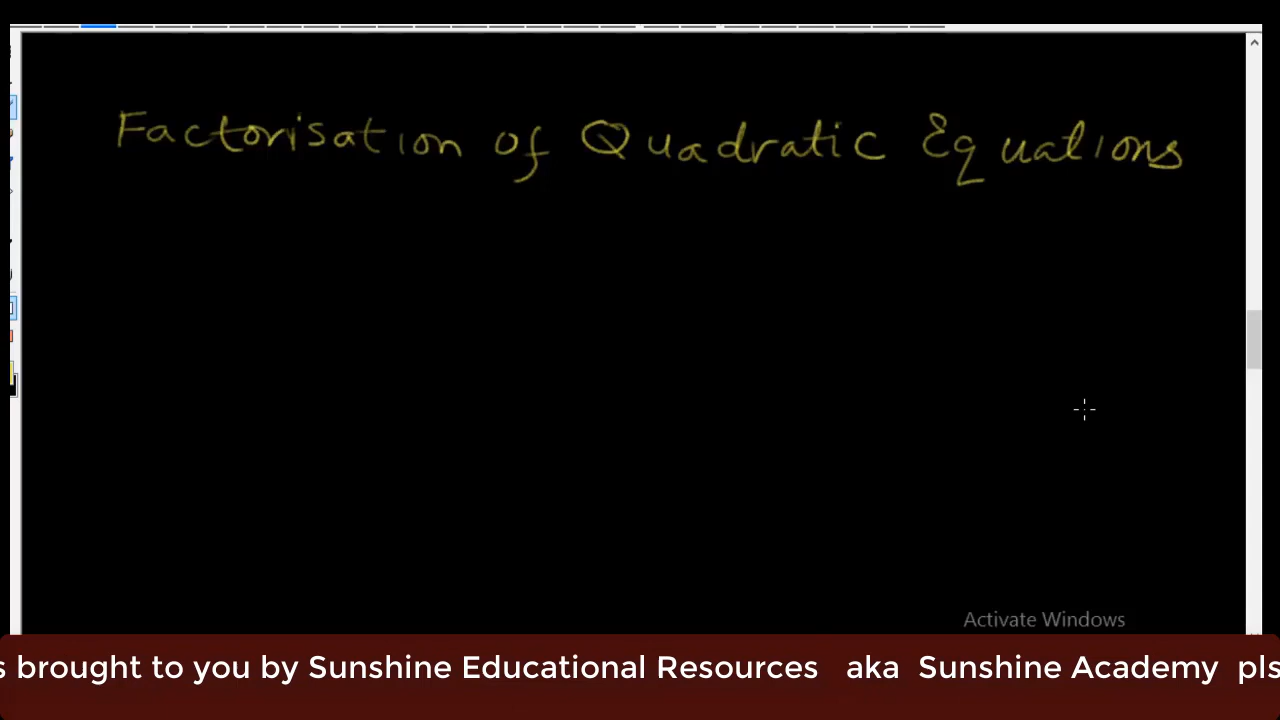 Factorisation of Quadratic Equations
Activate Windows
s brought to you by Sunshine Educational Resources aka Sunshine Academy pls